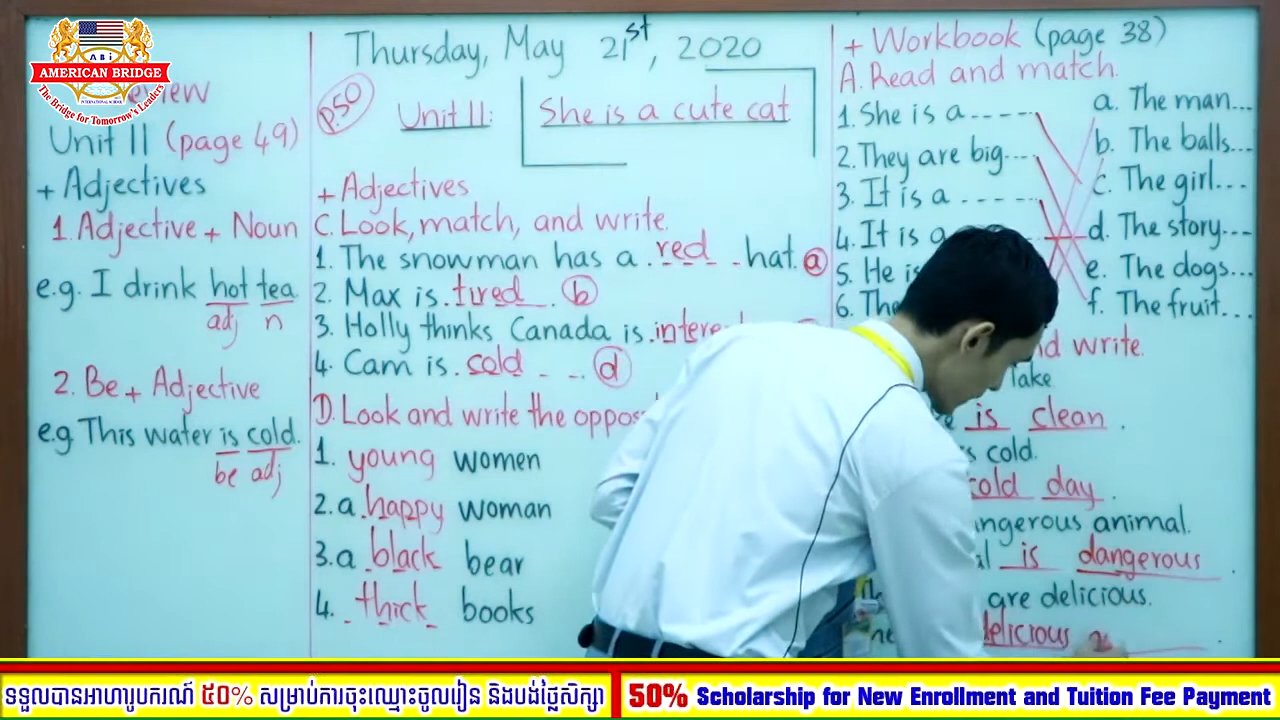 ABi
AMERICAN BRIDGE
INTERNATIONAL SCHOOL
The Bridge for Tomorrow's Leaders
Unit 11 (page 49)
+ Adjectives
1. Adjective + Noun
e.g. I drink hot tea
adj n
2. Be + Adjective
e.g This water is cold.
be adj
Thursday, May 21st, 2020
p.50
Unit 11: She is a cute cat
+ Adjectives
C. Look, match, and write.
1. The snowman has a red hat. a
2. Max is tired. b
3. Holly thinks Canada is
4. Cam is cold d
D. Look and write the
1. young women
2. a happy woman
3. a black bear
4. thick books
+ Workbook (page 38)
A. Read and match.
1. She is a ----
2. They are big...
3. It is a ----
4. It is a
5. He is
6.
a. The man...
b. The balls...
c. The girl...
d. The story...
e. The dogs...
f. The fruit...
write.
is clean.
cold.
cold day.
animal.
is dangerous.
are delicious.
delicious
ទទួលបានអាហារូបករណ៍ ៥០% សម្រាប់ការចុះឈ្មោះចូលរៀន និងបង់ថ្លៃសិក្សា
50% Scholarship for New Enrollment and Tuition Fee Payment